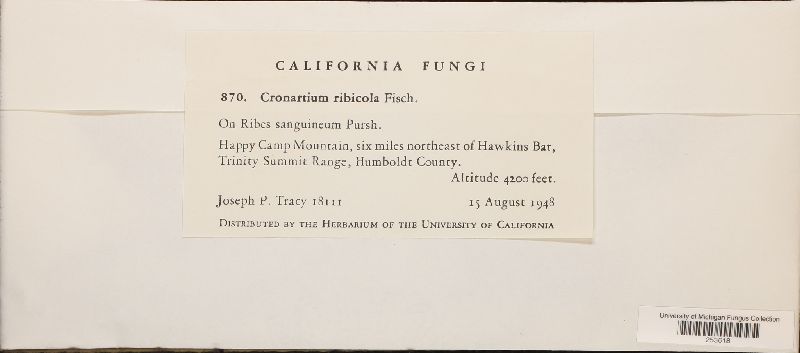 CALIFORNIA FUNGI
870. Cronartium ribicola Fisch.
On Ribes sanguineum Pursh.
Happy Camp Mountain, six miles northeast of Hawkins Bar,
Trinity Summit Range, Humboldt County.
Altitude 4200 feet.
Joseph P. Tracy 18111 15 August 1948
Distributed by the Herbarium of the University of California
University of Michigan Fungus Collection
253618